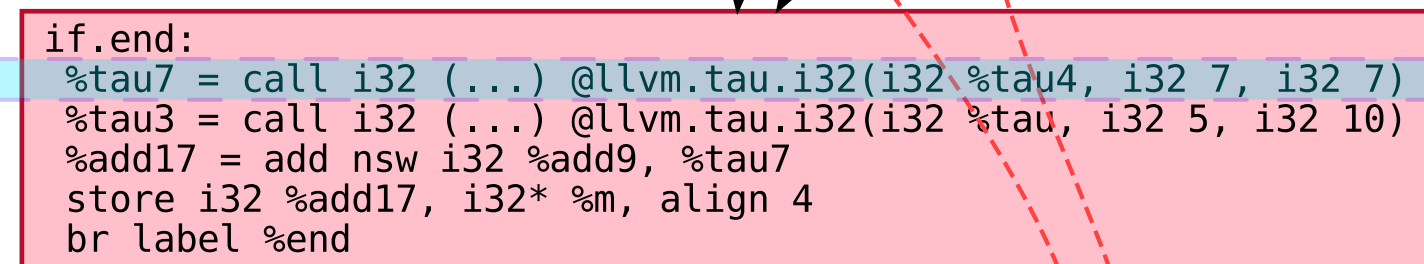 if.end:
%tau7 = call i32 (...) @llvm.tau.i32(i32 %tau4, i32 7, i32 7)
%tau3 = call i32 (...) @llvm.tau.i32(i32 %tau, i32 5, i32 10)
%add17 = add nsw i32 %add9, %tau7
store i32 %add17, i32* %m, align 4
br label %end